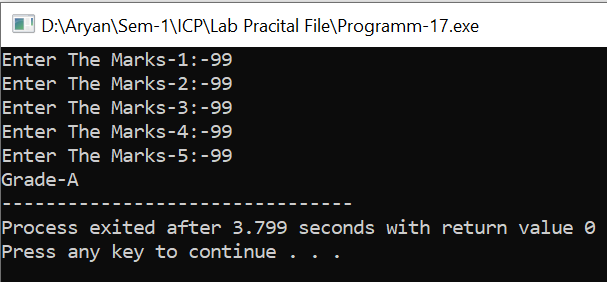 D:\Aryan\Sem-1\ICP\Lab Pracital File\Programm-17.exe
Enter The Marks-1:-99
Enter The Marks-2:-99
Enter The Marks-3:-99
Enter The Marks-4:-99
Enter The Marks-5:-99
Grade-A
--------------------------------
Process exited after 3.799 seconds with return value 0
Press any key to continue . . .